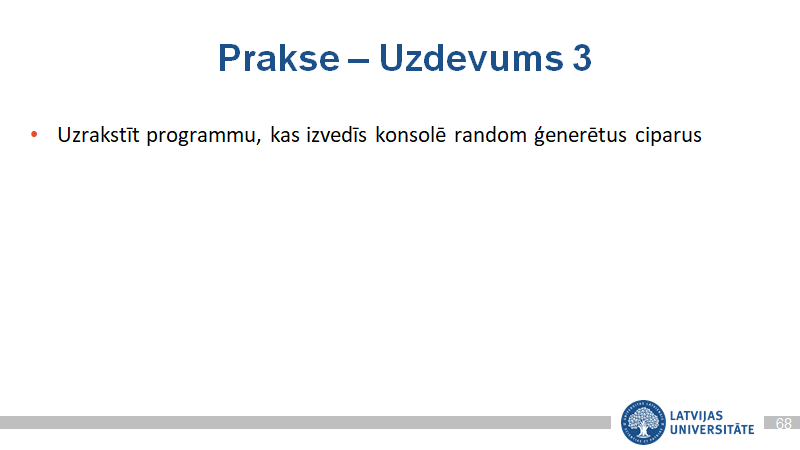 Prakse – Uzdevums 3
• Uzrakstīt programmu, kas izvedīs konsolē random ģenerētus ciparus
LATVIJAS
UNIVERSITĀTE
68